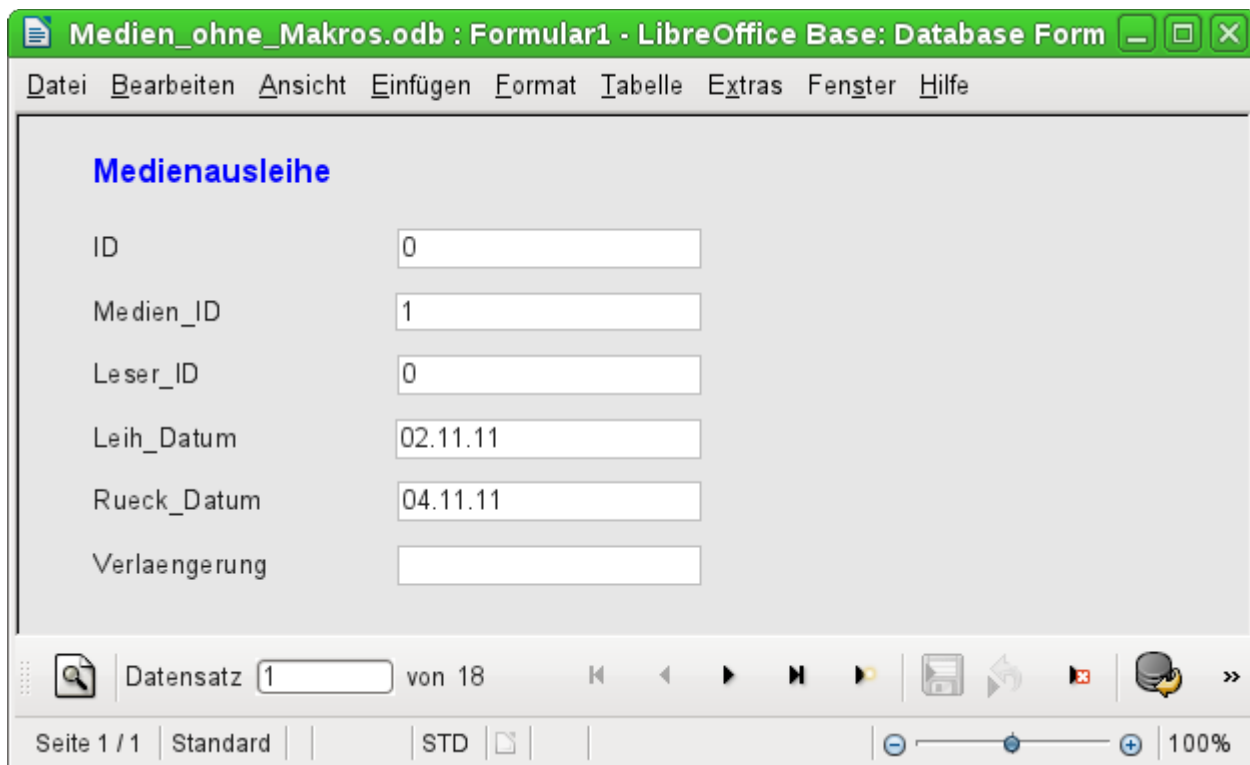 Medien_ohne_Makros.odb : Formular1 - LibreOffice Base: Database Form
Datei Bearbeiten Ansicht Einfügen Format Tabelle Extras Fenster Hilfe
Medienausleihe
ID 0
Medien_ID 1
Leser_ID 0
Leih_Datum 02.11.11
Rueck_Datum 04.11.11
Verlaengerung
Datensatz 1 von 18
Seite 1 / 1 Standard STD 100%